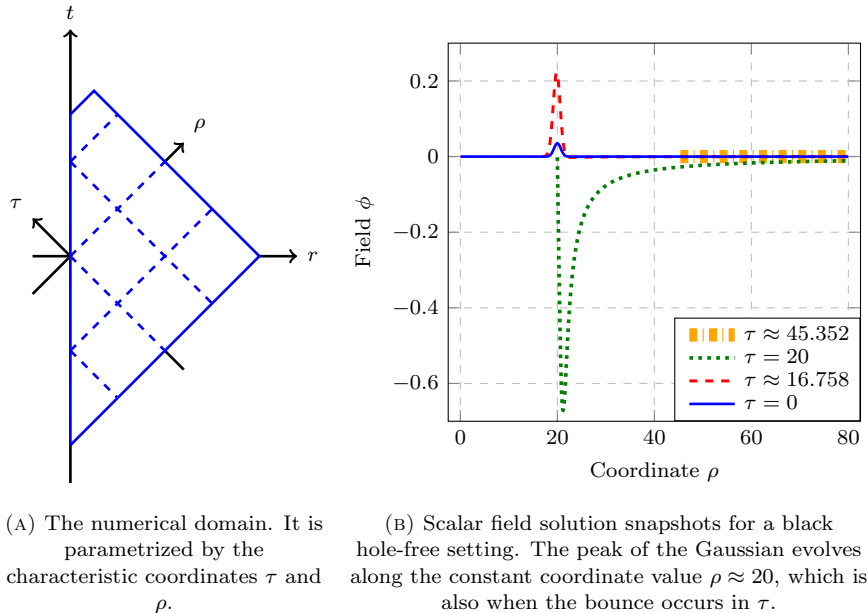 t
ρ
τ
r
(A) The numerical domain. It is
parametrized by the
characteristic coordinates τ and
ρ.
0.2
0
−0.2
−0.4
−0.6
Field ϕ
0
20
40
60
80
Coordinate ρ
τ ≈ 45.352
τ = 20
τ ≈ 16.758
τ = 0
(B) Scalar field solution snapshots for a black
hole-free setting. The peak of the Gaussian evolves
along the constant coordinate value ρ ≈ 20, which is
also when the bounce occurs in τ.